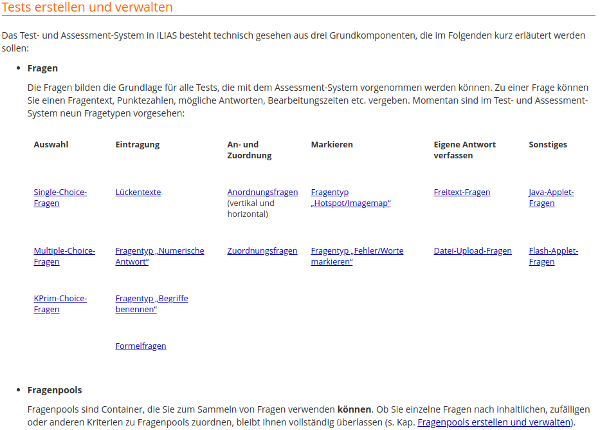 Tests erstellen und verwalten
Das Test- und Assessment-System in ILIAS besteht technisch gesehen aus drei Grundkomponenten, die im Folgenden kurz erläutert werden
sollen:
• Fragen
Die Fragen bilden die Grundlage für alle Tests, die mit dem Assessment-System vorgenommen werden können. Zu einer Frage können
Sie einen Fragentext, Punktezahlen, mögliche Antworten, Bearbeitungszeiten etc. vergeben. Momentan sind im Test- und Assessment-
System neun Fragetypen vorgesehen:
Auswahl Eintragung An- und Markieren Eigene Antwort Sonstiges
Zuordnung verfassen
Single-Choice- Lückentexte Anordnungsfragen Fragentyp Freitext-Fragen Java-Applet-
Fragen (vertikal und „Hotspot/Imagemap“ Fragen
horizontal)
Multiple-Choice- Fragentyp „Numerische Zuordnungsfragen Fragentyp „Fehler/Worte Datei-Upload-Fragen Flash-Applet-
Fragen Antwort“ markieren“ Fragen
KPrim-Choice- Fragentyp „Begriffe
Fragen benennen“
Formelfragen
• Fragenpools
Fragenpools sind Container, die Sie zum Sammeln von Fragen verwenden können. Ob Sie einzelne Fragen nach inhaltlichen, zufälligen
oder anderen Kriterien zu Fragenpools zuordnen, bleibt Ihnen vollständig überlassen (s. Kap. Fragenpools erstellen und verwalten).